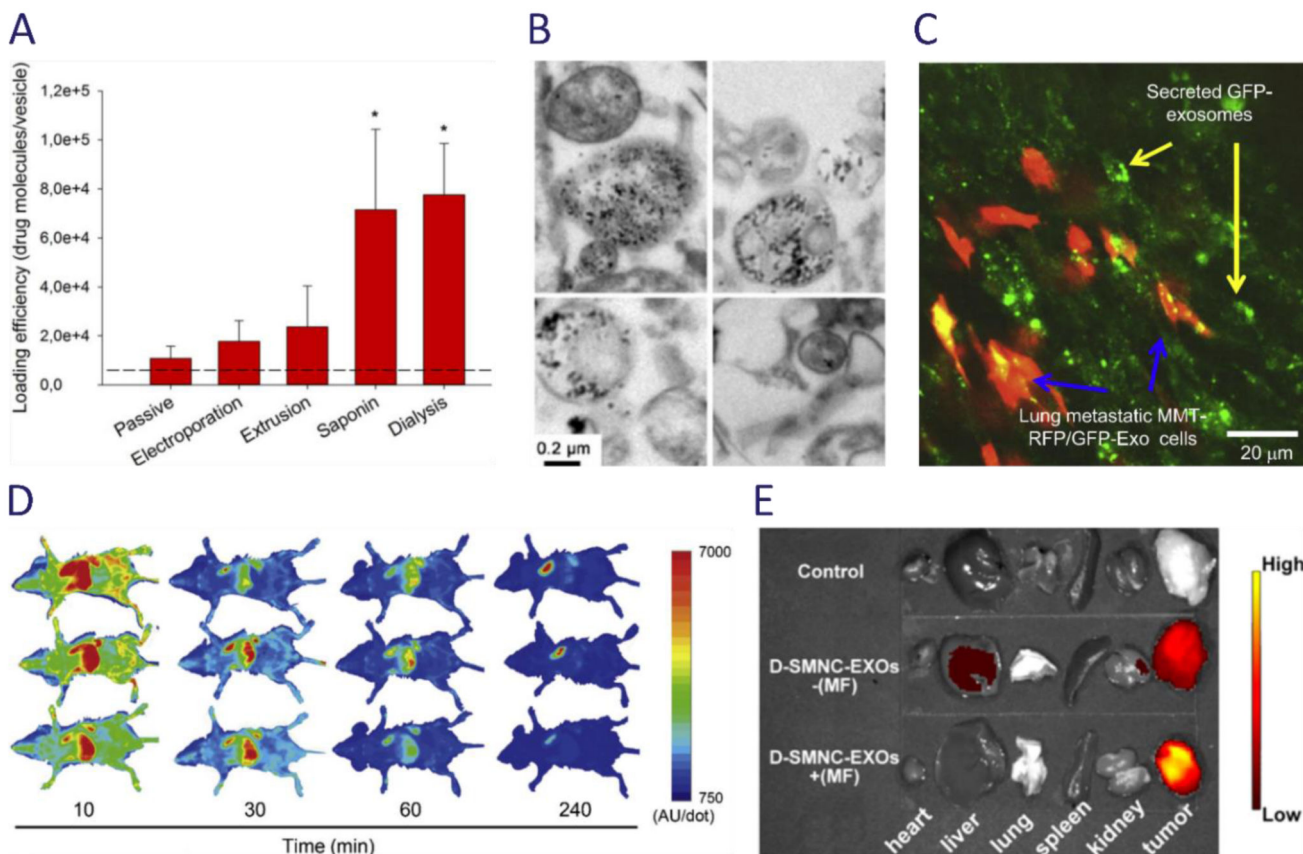 A
Loading efficiency (drug molecules/vesicle)
1,2e+5
1,0e+5
8,0e+4
6,0e+4
4,0e+4
2,0e+4
0,0
*
*
Passive
Electroporation
Extrusion
Saponin
Dialysis
B
0.2 µm
C
Secreted GFP-
exosomes
Lung metastatic MMT-
RFP/GFP-Exo cells
20 µm
D
10
30
60
240
Time (min)
7000
750
(AU/dot)
E
Control
D-SMNC-EXOs
-(MF)
D-SMNC-EXOs
+(MF)
heart
liver
lung
spleen
kidney
tumor
High
Low